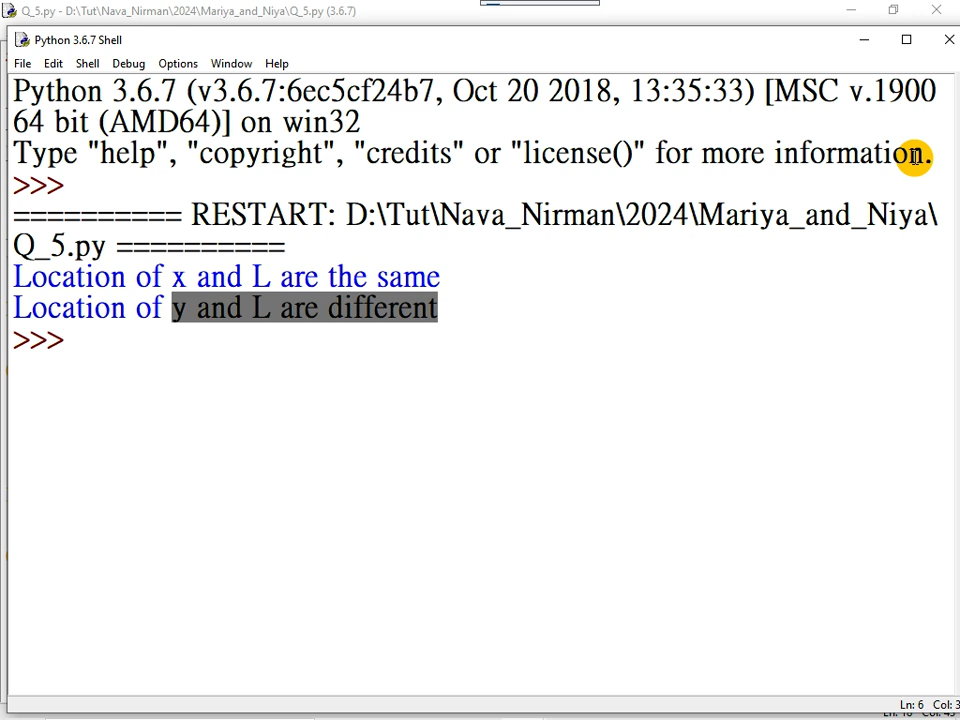 Q_5.py - D:\Tut\Nava_Nirman\2024\Mariya_and_Niya\Q_5.py (3.6.7)
Python 3.6.7 Shell
File Edit Shell Debug Options Window Help
Python 3.6.7 (v3.6.7:6ec5cf24b7, Oct 20 2018, 13:35:33) [MSC v.1900
64 bit (AMD64)] on win32
Type "help", "copyright", "credits" or "license()" for more information.
>>>
========== RESTART: D:\Tut\Nava_Nirman\2024\Mariya_and_Niya\
Q_5.py ==========
Location of x and L are the same
Location of y and L are different
>>>
Ln: 6 Col: 3